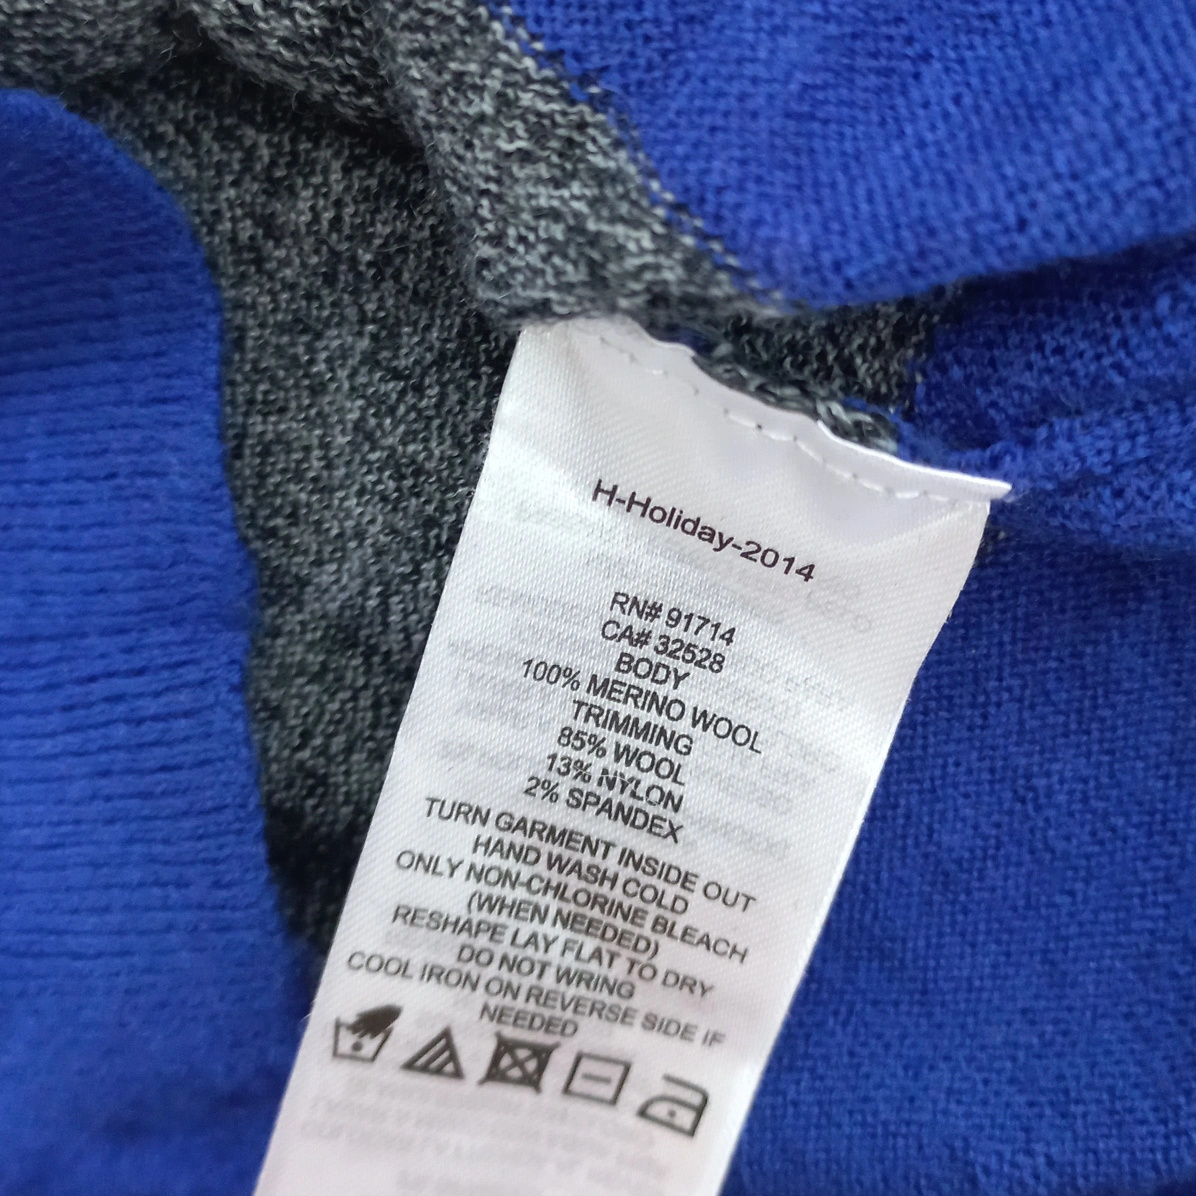 H-Holiday-2014
RN# 91714
CA# 32528
BODY
100% MERINO WOOL
TRIMMING
85% WOOL
13% NYLON
2% SPANDEX
TURN GARMENT INSIDE OUT
HAND WASH COLD
ONLY NON-CHLORINE BLEACH
(WHEN NEEDED)
RESHAPE LAY FLAT TO DRY
DO NOT WRING
COOL IRON ON REVERSE SIDE IF
NEEDED